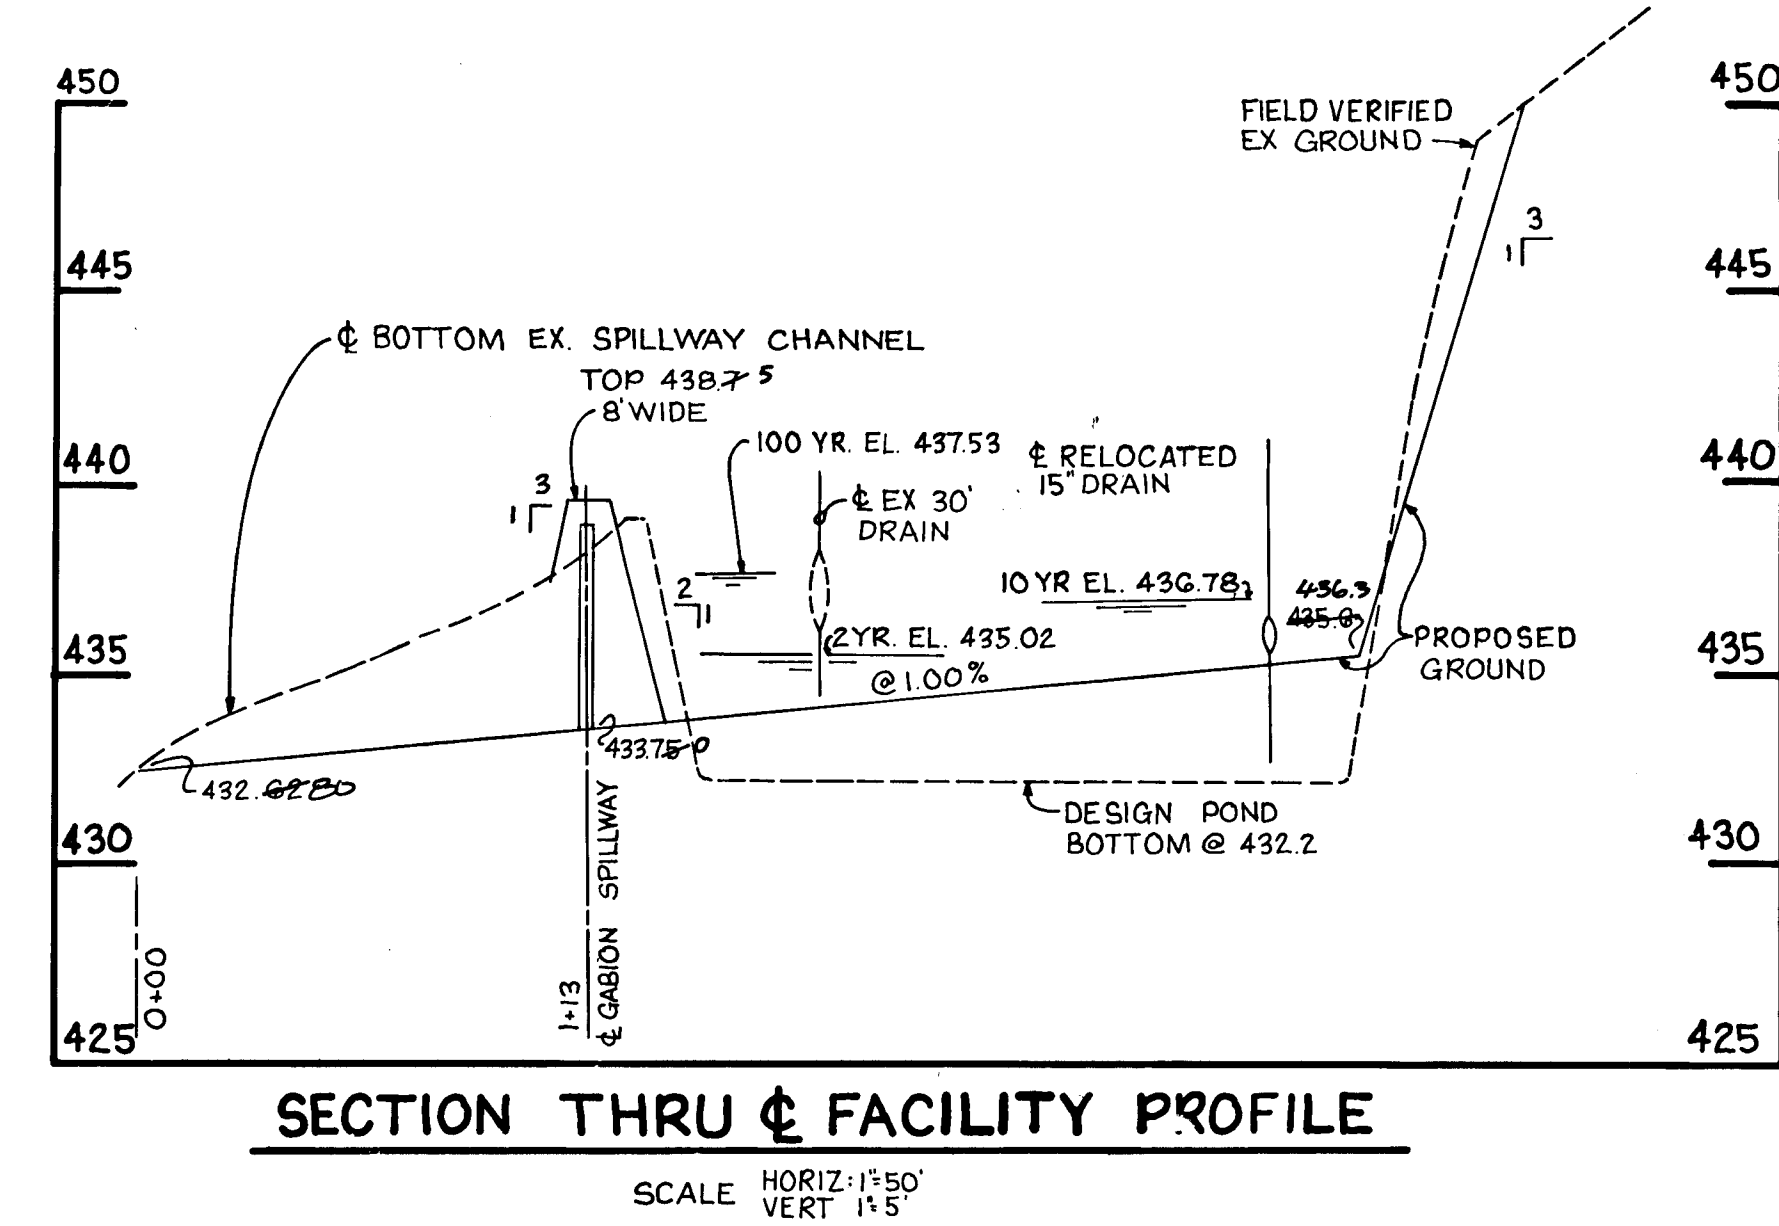 450
450
FIELD VERIFIED
EX GROUND
3
1
445
445
℄ BOTTOM EX. SPILLWAY CHANNEL
TOP 438.7 5
8' WIDE
100 YR. EL. 437.53
℄ RELOCATED
15" DRAIN
440
440
3
1
℄ EX 30'
DRAIN
10 YR EL. 436.78
436.3
2
1
2 YR. EL. 435.02
@ 1.00%
PROPOSED
GROUND
435
435
433.75 0
432.6280
DESIGN POND
BOTTOM @ 432.2
430
430
0+00
1+13
℄ GABION SPILLWAY
425
425
SECTION THRU ℄ FACILITY PROFILE
SCALE HORIZ: 1"=50'
VERT 1"=5'